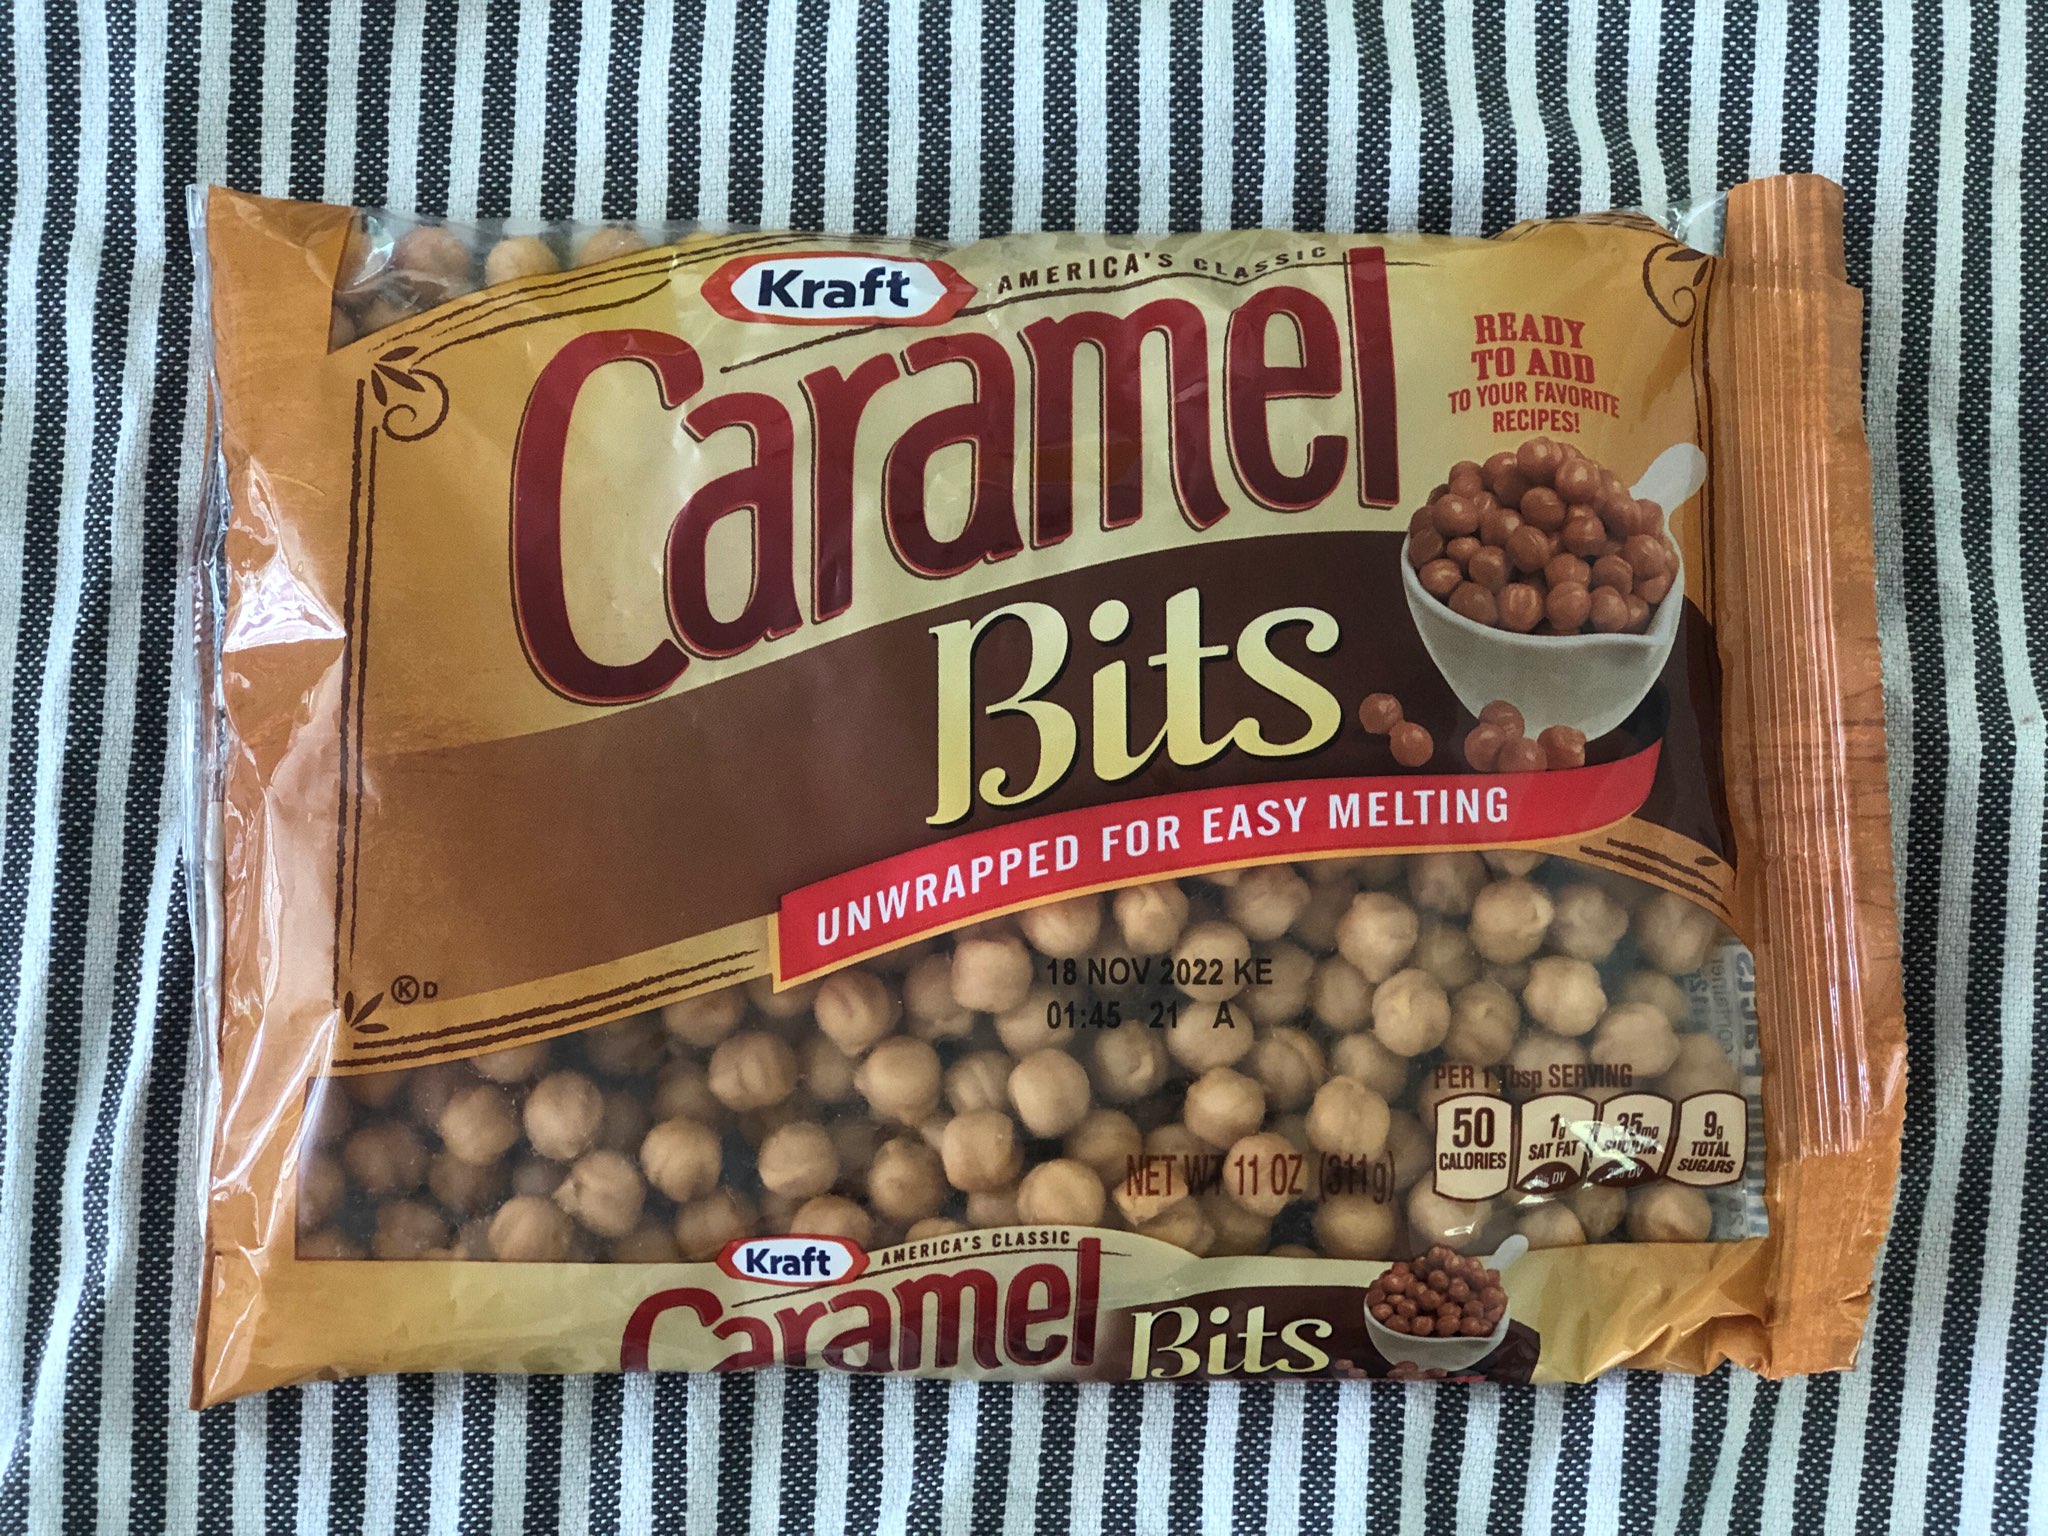 Kraft
AMERICA'S CLASSIC
Caramel
Bits
READY
TO ADD
TO YOUR FAVORITE
RECIPES!
UNWRAPPED FOR EASY MELTING
K D
18 NOV 2022 KE
01:45 21 A
PER 1 Tbsp SERVING
50
CALORIES
1g
SAT FAT
DV
35mg
SODIUM
DV
9g
TOTAL
SUGARS
NET WT 11 OZ (311g)
Kraft
AMERICA'S CLASSIC
Caramel Bits